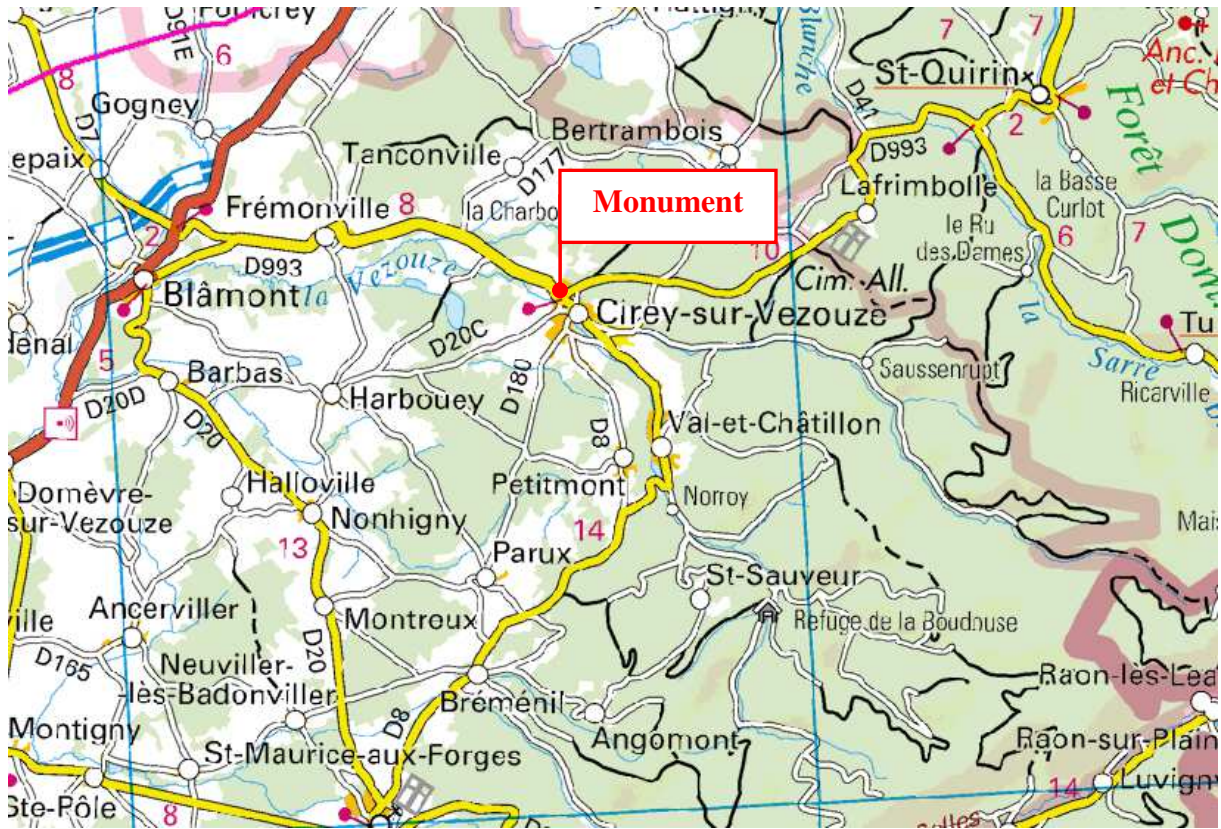 D91E
6
8
7
7
Blanche
Anc.
et Ch
St-Quirin
Gogney
D7
D41
Forêt
2
Bertrambois
Tanconville
D177
D993
epaix
Lafrimbolle
la Basse
Curlot
Monument
Frémonville
8
la Charbo
le Ru
des Dames
6
7
2
10
D993
la Vezouze
Cim. All.
Blâmont
Cirey-sur-Vezouze
la
Sarre
Tu
denal
5
D20C
Saussenrupt
Ricarville
Barbas
D180
Harbouey
D20D
D20
D8
Val-et-Châtillon
Halloville
Petitmont
Norroy
Domèvre-
sur-Vezouze
Nonhigny
14
Mais
13
Parux
St-Sauveur
Ancerviller
Montreux
Refuge de la Boudouse
ville
D165
D20
Neuviller-
lès-Badonviller
Raon-lès-Lea
Bréménil
D8
Montigny
Angomont
St-Maurice-aux-Forges
Raon-sur-Plain
14
Luvigny
Ste-Pôle
8